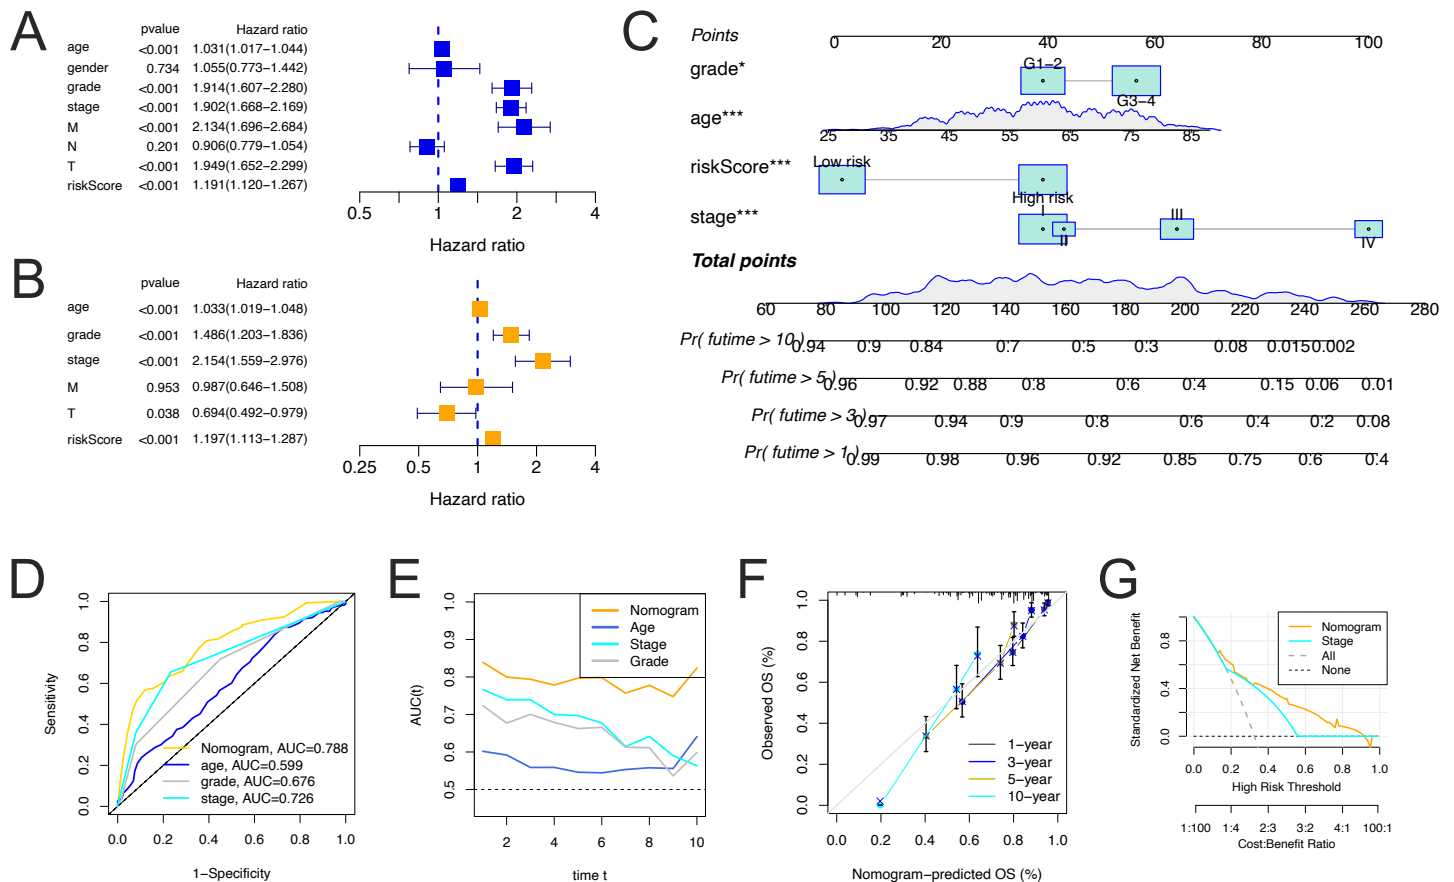 A
pvalue Hazard ratio
age <0.001 1.031(1.017−1.044)
gender 0.734 1.055(0.773−1.442)
grade <0.001 1.914(1.607−2.280)
stage <0.001 1.902(1.668−2.169)
M <0.001 2.134(1.696−2.684)
N 0.201 0.906(0.779−1.054)
T <0.001 1.949(1.652−2.299)
riskScore <0.001 1.191(1.120−1.267)
0.5 1 2 4
Hazard ratio
B
pvalue Hazard ratio
age <0.001 1.033(1.019−1.048)
grade <0.001 1.486(1.203−1.836)
stage <0.001 2.154(1.559−2.976)
M 0.953 0.987(0.646−1.508)
T 0.038 0.694(0.492−0.979)
riskScore <0.001 1.197(1.113−1.287)
0.25 0.5 1 2 4
Hazard ratio
C
Points 0 20 40 60 80 100
grade* G1−2 G3−4
age***
25 35 45 55 65 75 85
riskScore*** Low risk High risk
stage*** I II III IV
Total points
60 80 100 120 140 160 180 200 220 240 260 280
Pr( futime > 10 ) 0.94 0.9 0.84 0.7 0.5 0.3 0.08 0.015 0.002
Pr( futime > 5 ) 0.96 0.92 0.88 0.8 0.6 0.4 0.15 0.06 0.01
Pr( futime > 3 ) 0.97 0.94 0.9 0.8 0.6 0.4 0.2 0.08
Pr( futime > 1 ) 0.99 0.98 0.96 0.92 0.85 0.75 0.6 0.4
D
Sensitivity
1.0
0.8
0.6
0.4
0.2
0.0
Nomogram, AUC=0.788
age, AUC=0.599
grade, AUC=0.676
stage, AUC=0.726
0.0 0.2 0.4 0.6 0.8 1.0
1−Specificity
E
AUC(t)
1.0
0.9
0.8
0.7
0.6
0.5
Nomogram
Age
Stage
Grade
2 4 6 8 10
time t
F
Observed OS (%)
1.0
0.8
0.6
0.4
0.2
0.0
1−year
3−year
5−year
10−year
0.0 0.2 0.4 0.6 0.8 1.0
Nomogram−predicted OS (%)
G
Standardized Net Benefit
0.8
0.4
0.0
Nomogram
Stage
All
None
0.0 0.2 0.4 0.6 0.8 1.0
High Risk Threshold
1:100 1:4 2:3 3:2 4:1 100:1
Cost:Benefit Ratio